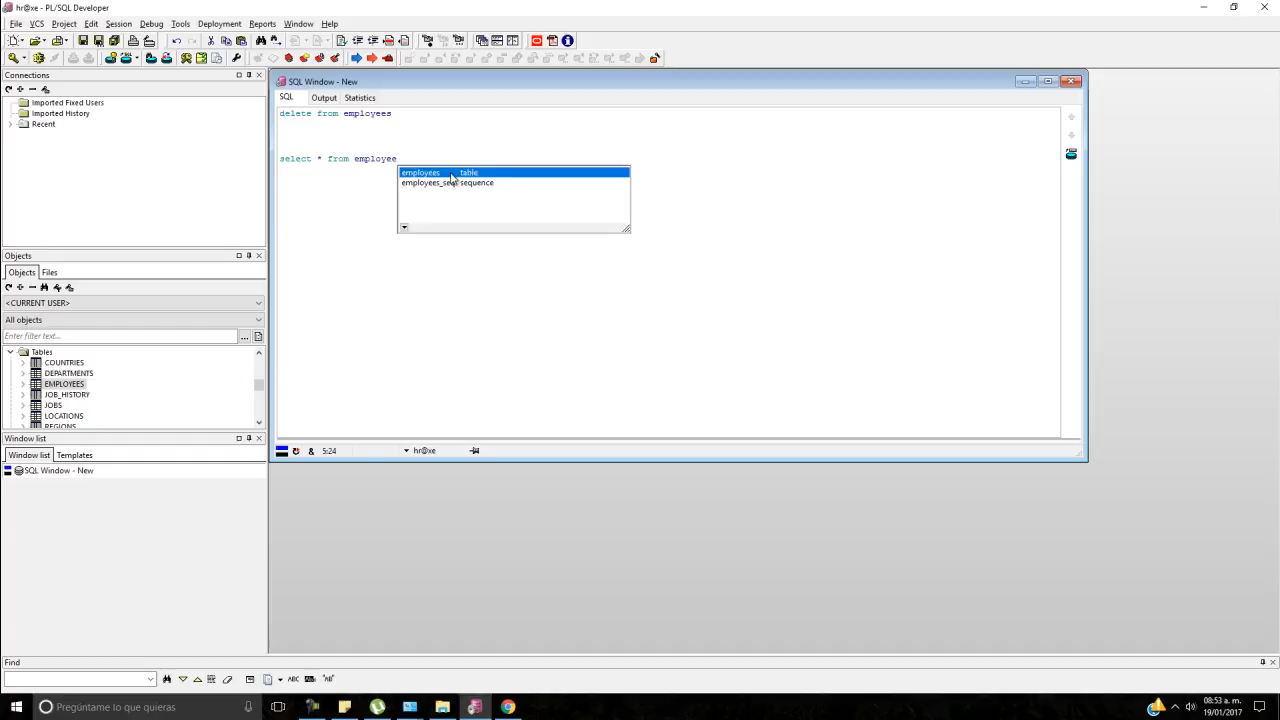 hr@xe - PL/SQL Developer
File VCS Project Edit Session Debug Tools Deployment Reports Window Help
Connections
Imported Fixed Users
Imported History
Recent
SQL Window - New
SQL Output Statistics
delete from employees
select * from employee
employees table
employees_seq sequence
Objects
Objects Files
<CURRENT USER>
All objects
Enter filter text...
Tables
COUNTRIES
DEPARTMENTS
EMPLOYEES
JOB_HISTORY
JOBS
LOCATIONS
REGIONS
Window list
Window list Templates
SQL Window - New
& 5:24 hr@xe
Find
ABC
"AB"
Pregúntame lo que quieras
08:53 a. m.
19/01/2017